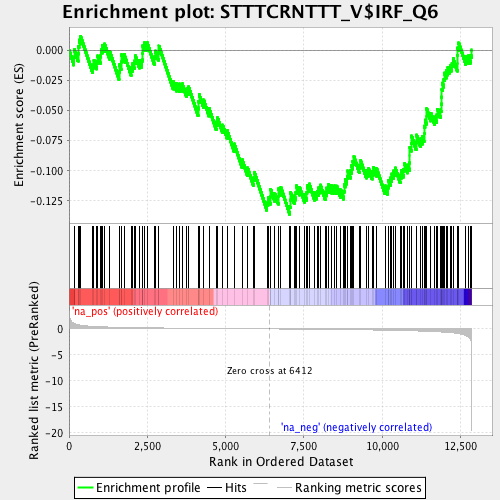 Enrichment plot: STTTCRNTTT_V$IRF_Q6
Enrichment score (ES)
0.000
-0.025
-0.050
-0.075
-0.100
-0.125
'na_pos' (positively correlated)
Ranked list metric (PreRanked)
0
-5
-10
-15
-20
Zero cross at 6412
'na_neg' (negatively correlated)
0
2,500
5,000
7,500
10,000
12,500
Rank in Ordered Dataset
Enrichment profile
Hits
Ranking metric scores